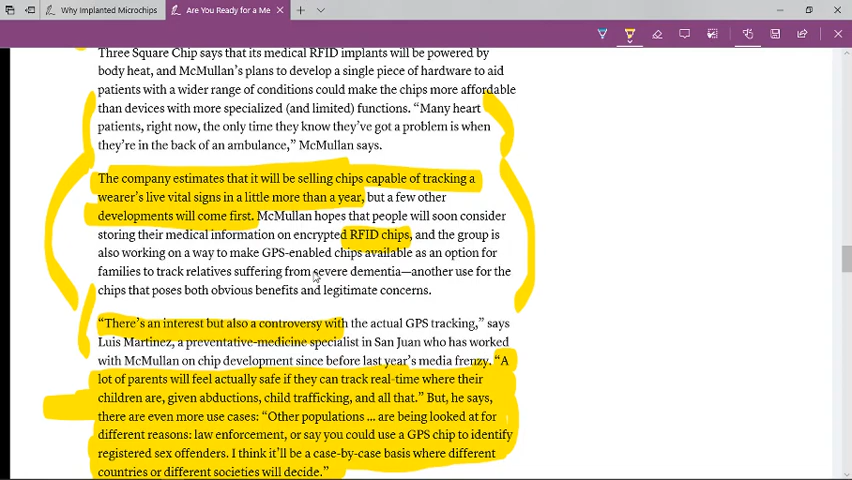 Why Implanted Microchips
Are You Ready for a Me
Three Square Chip says that its medical RFID implants will be powered by
body heat, and McMullan's plans to develop a single piece of hardware to aid
patients with a wider range of conditions could make the chips more affordable
than devices with more specialized (and limited) functions. “Many heart
patients, right now, the only time they know they've got a problem is when
they're in the back of an ambulance,” McMullan says.
The company estimates that it will be selling chips capable of tracking a
wearer's live vital signs in a little more than a year, but a few other
developments will come first. McMullan hopes that people will soon consider
storing their medical information on encrypted RFID chips, and the group is
also working on a way to make GPS-enabled chips available as an option for
families to track relatives suffering from severe dementia—another use for the
chips that poses both obvious benefits and legitimate concerns.
“There's an interest but also a controversy with the actual GPS tracking,” says
Luis Martinez, a preventative-medicine specialist in San Juan who has worked
with McMullan on chip development since before last year's media frenzy. “A
lot of parents will feel actually safe if they can track real-time where their
children are, given abductions, child trafficking, and all that.” But, he says,
there are even more use cases: “Other populations ... are being looked at for
different reasons: law enforcement, or say you could use a GPS chip to identify
registered sex offenders. I think it'll be a case-by-case basis where different
countries or different societies will decide.”